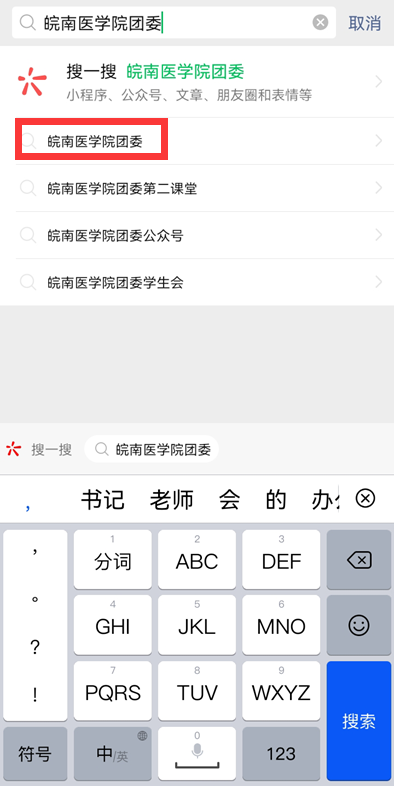 皖南医学院团委 取消
搜一搜 皖南医学院团委
小程序、公众号、文章、朋友圈和表情等
皖南医学院团委
皖南医学院团委第二课堂
皖南医学院团委公众号
皖南医学院团委学生会
搜一搜 皖南医学院团委
， 书记 老师 会 的
， 1 分词 2 ABC 3 DEF
。 4 GHI 5 JKL 6 MNO
？ 7 PQRS 8 TUV 9 WXYZ
！ 搜索
符号 中/英 0 123